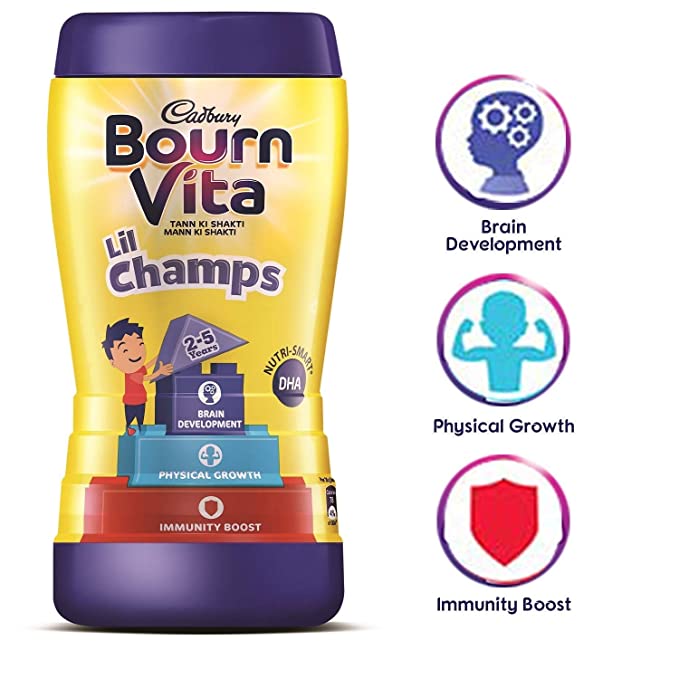 Cadbury
Bourn
Vita
TANN KI SHAKTI
MANN KI SHAKTI
Lil
Champs
2-5
Years
NUTRI-SMART*
DHA
BRAIN
DEVELOPMENT
PHYSICAL GROWTH
IMMUNITY BOOST
Brain
Development
Physical Growth
Immunity Boost